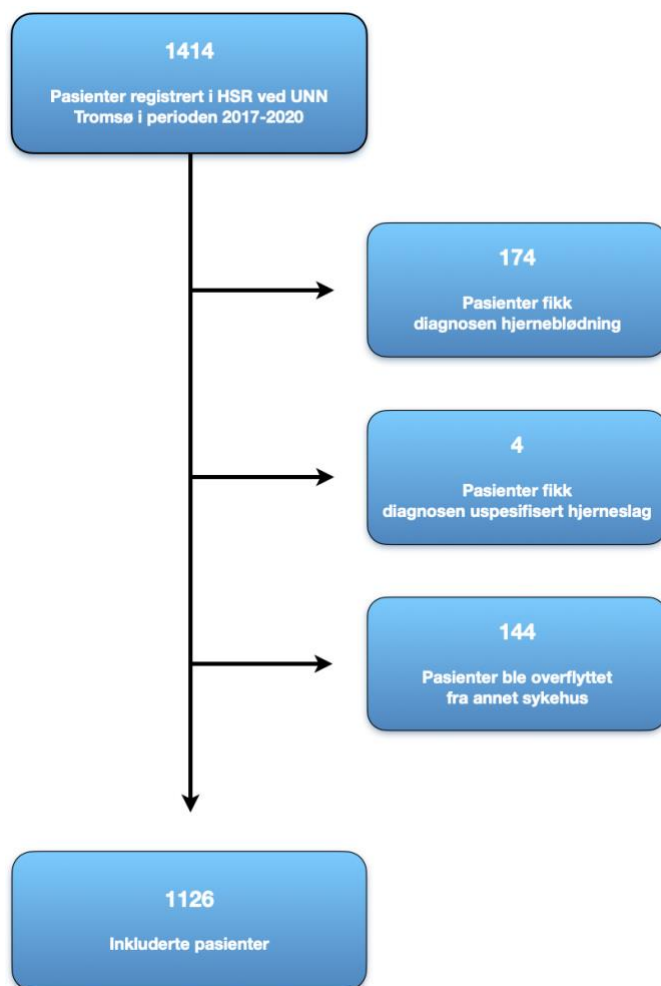 1414
Pasienter registrert i HSR ved UNN
Tromsø i perioden 2017-2020
174
Pasienter fikk
diagnosen hjerneblødning
4
Pasienter fikk
diagnosen uspesifisert hjerneslag
144
Pasienter ble overflyttet
fra annet sykehus
1126
Inkluderte pasienter